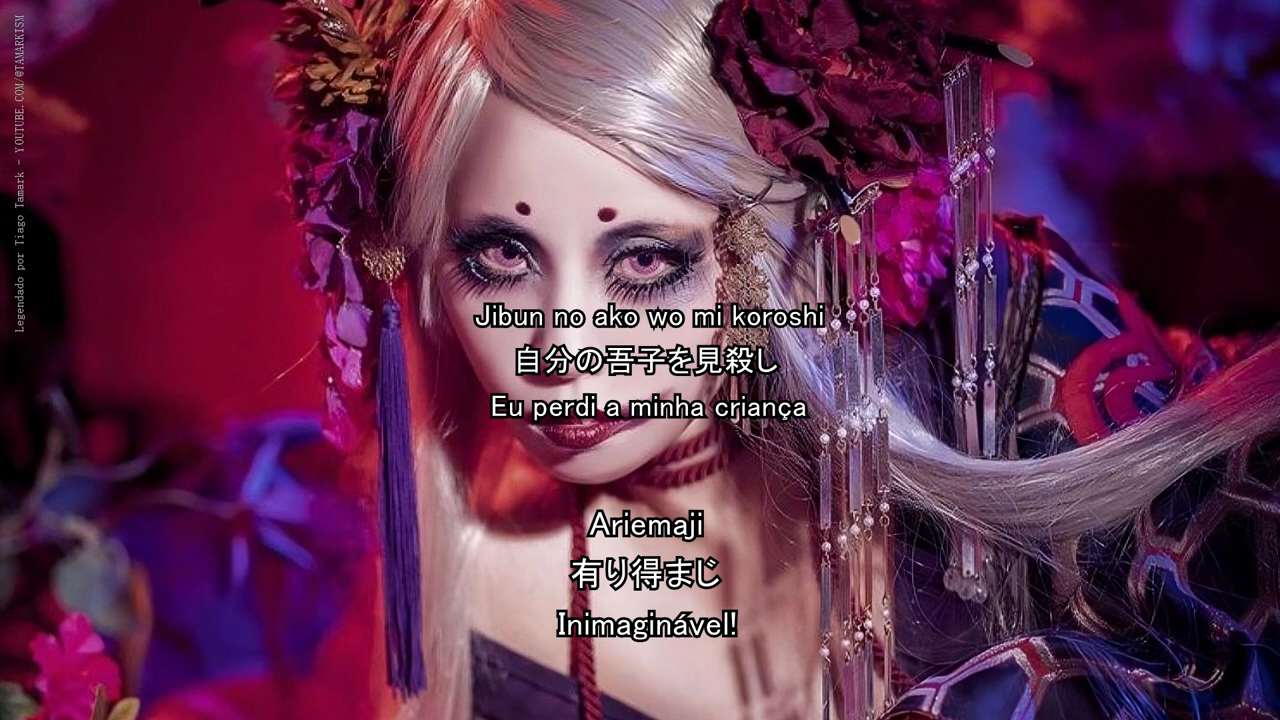 Legendado por Tiago Tamark - YOUTUBE.COM/@TAMARKISM
Jibun no ako wo mi koroshi
自分の吾子を見殺し
Eu perdi a minha criança
Ariemaji
有り得まじ
Inimaginável!